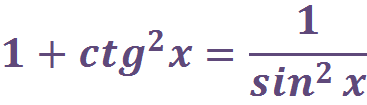 1 + ctg²x = 1/sin² x